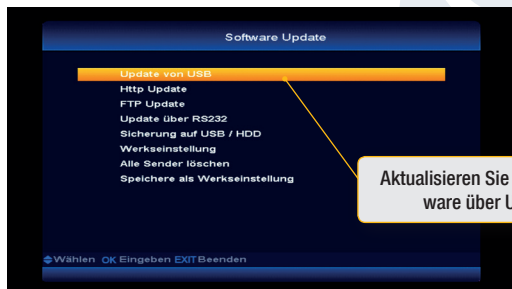 Software Update
Update von USB
Http Update
FTP Update
Update über RS232
Sicherung auf USB / HDD
Werkseinstellung
Alle Sender löschen
Speichere als Werkseinstellung
Aktualisieren Sie
ware über
Wählen OK Eingeben EXIT Beenden